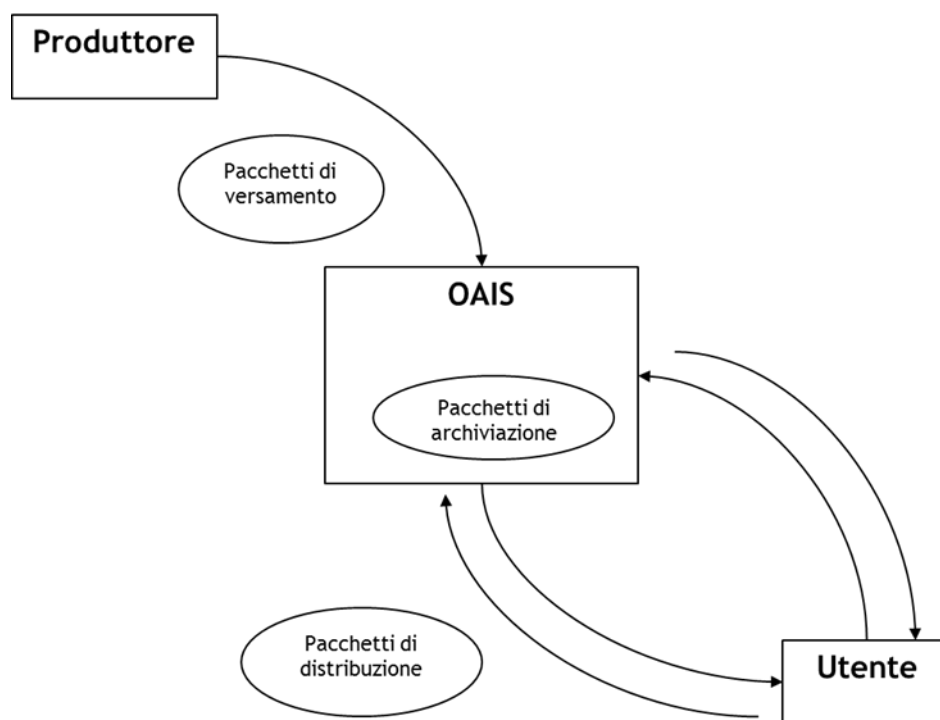 Produttore
Pacchetti di
versamento
OAIS
Pacchetti di
archiviazione
Pacchetti di
distribuzione
Utente